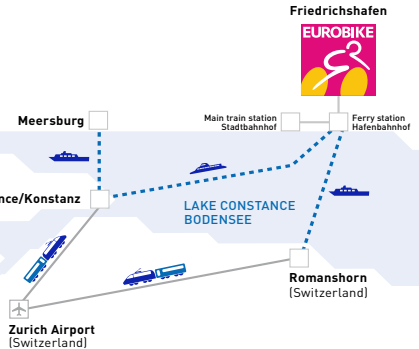 Friedrichshafen
EUROBIKE
Main train station
Stadtbahnhof
Ferry station
Hafenbahnhof
Meersburg
nce/Konstanz
LAKE CONSTANCE
BODENSEE
Romanshorn
(Switzerland)
Zurich Airport
(Switzerland)